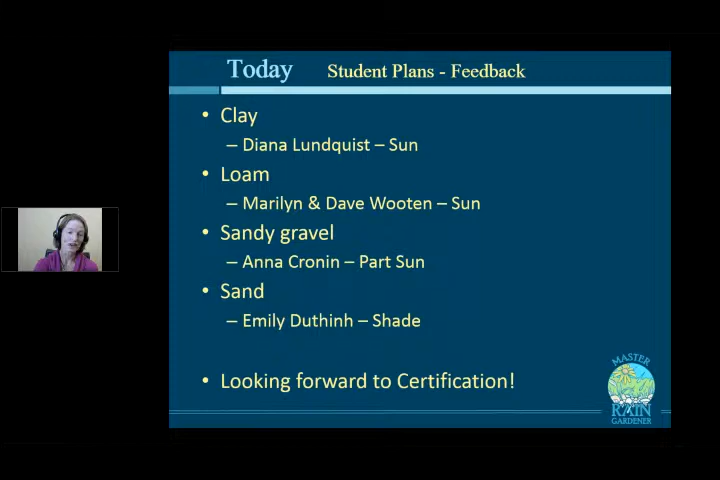 Today Student Plans - Feedback
• Clay
– Diana Lundquist – Sun
• Loam
– Marilyn & Dave Wooten – Sun
• Sandy gravel
– Anna Cronin – Part Sun
• Sand
– Emily Duthinh – Shade
• Looking forward to Certification!
MASTER
RAIN
GARDENER